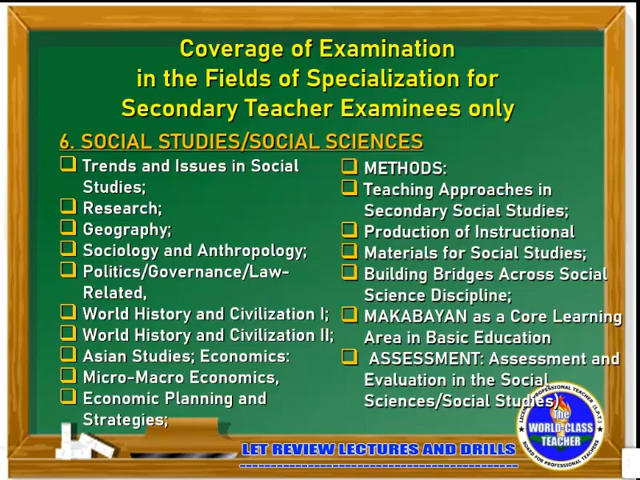 Coverage of Examination
in the Fields of Specialization for
Secondary Teacher Examinees only
6. SOCIAL STUDIES/SOCIAL SCIENCES
Trends and Issues in Social
Studies;
Research;
Geography;
Sociology and Anthropology;
Politics/Governance/Law-
Related,
World History and Civilization I;
World History and Civilization II;
Asian Studies; Economics:
Micro-Macro Economics,
Economic Planning and
Strategies;
METHODS:
Teaching Approaches in
Secondary Social Studies;
Production of Instructional
Materials for Social Studies;
Building Bridges Across Social
Science Discipline;
MAKABAYAN as a Core Learning
Area in Basic Education
ASSESSMENT: Assessment and
Evaluation in the Social
Sciences/Social Studies)
LET REVIEW LECTURES AND DRILLS
The
WORLD-CLASS
TEACHER
BOARD FOR PROFESSIONAL TEACHERS